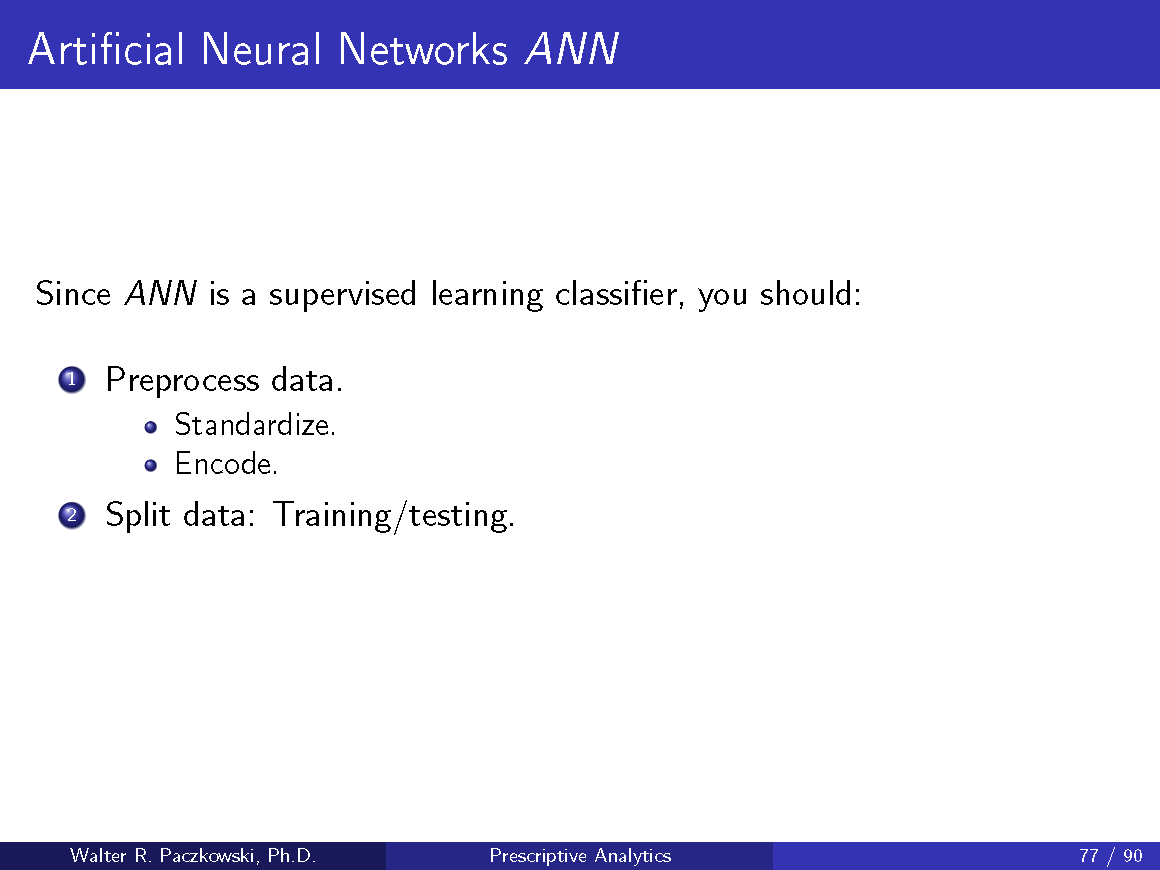 Artificial Neural Networks ANN
Since ANN is a supervised learning classifier, you should:
1 Preprocess data.
Standardize.
Encode.
2 Split data: Training/testing.
Walter R. Paczkowski, Ph.D. Prescriptive Analytics 77 / 90